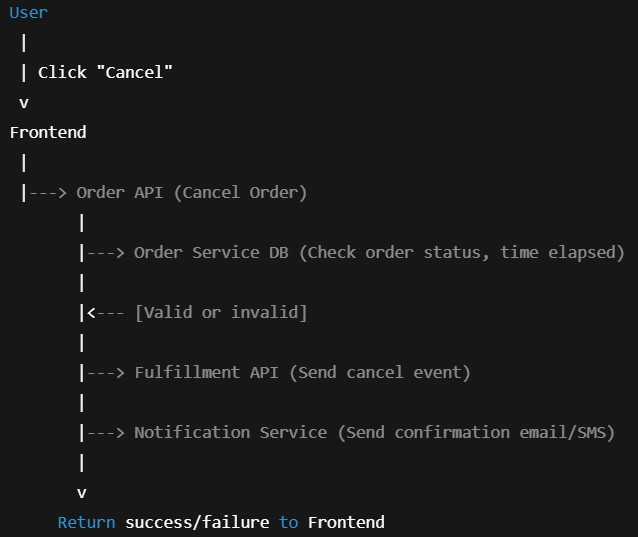 User
 |
 | Click "Cancel"
 v
Frontend
 |
 |---> Order API (Cancel Order)
       |
       |---> Order Service DB (Check order status, time elapsed)
       |
       |<--- [Valid or invalid]
       |
       |---> Fulfillment API (Send cancel event)
       |
       |---> Notification Service (Send confirmation email/SMS)
       |
       v
     Return success/failure to Frontend